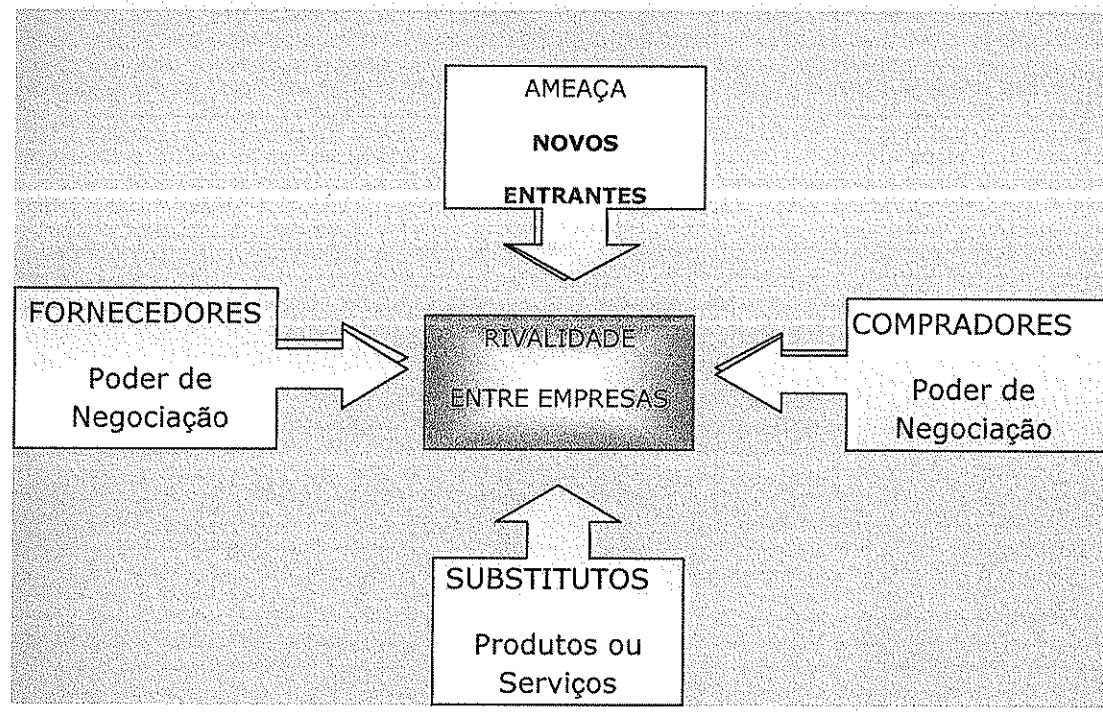 AMEAÇA
NOVOS
ENTRANTES
FORNECEDORES
Poder de
Negociação
RIVALIDADE
ENTRE EMPRESAS
COMPRADORES
Poder de
Negociação
SUBSTITUTOS
Produtos ou
Serviços